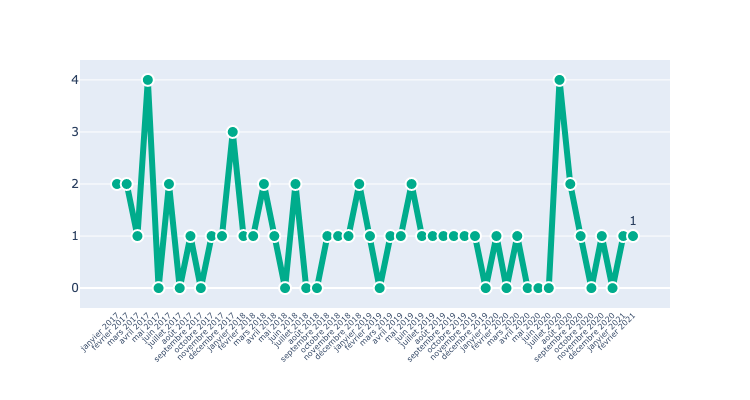 4
3
2
1
0
1
janvier 2017
février 2017
mars 2017
avril 2017
mai 2017
juin 2017
juillet 2017
août 2017
septembre 2017
octobre 2017
novembre 2017
décembre 2017
janvier 2018
février 2018
mars 2018
avril 2018
mai 2018
juin 2018
juillet 2018
août 2018
septembre 2018
octobre 2018
novembre 2018
décembre 2018
janvier 2019
février 2019
mars 2019
avril 2019
mai 2019
juin 2019
juillet 2019
août 2019
septembre 2019
octobre 2019
novembre 2019
décembre 2019
janvier 2020
février 2020
mars 2020
avril 2020
mai 2020
juin 2020
juillet 2020
août 2020
septembre 2020
octobre 2020
novembre 2020
décembre 2020
janvier 2021
février 2021